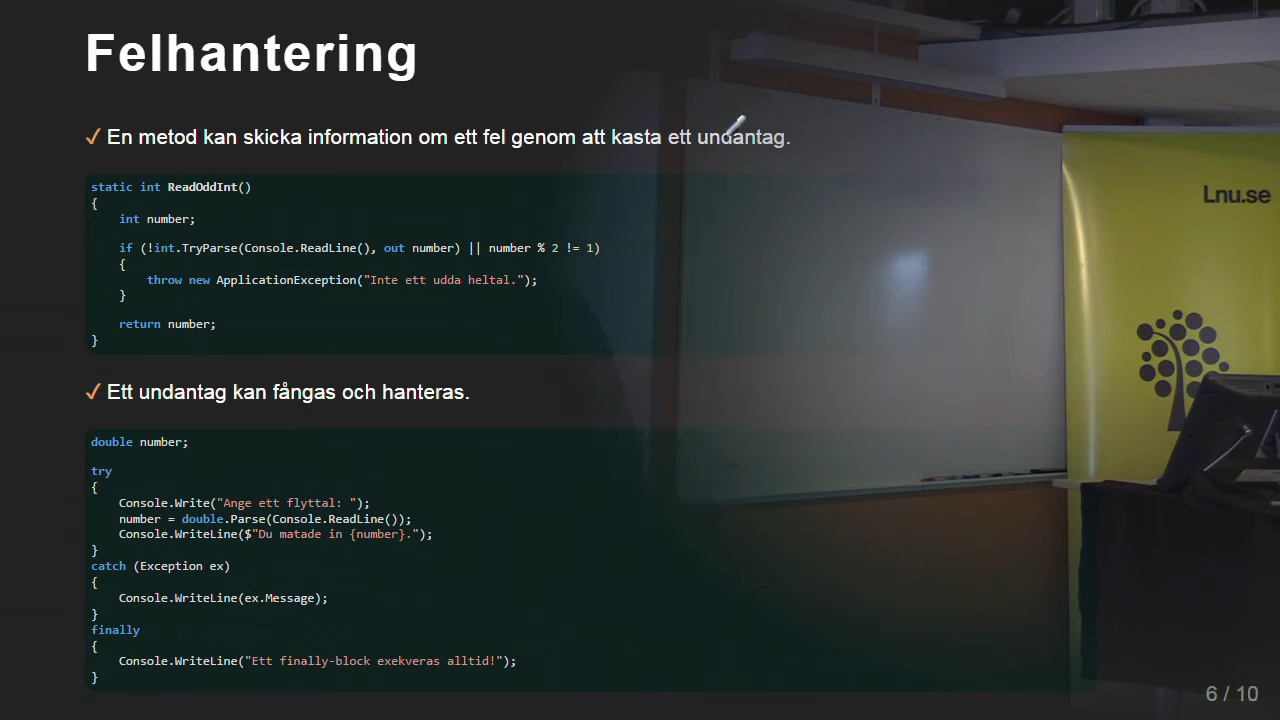 Felhantering
✓ En metod kan skicka information om ett fel genom att kasta ett undantag.
static int ReadOddInt()
{
    int number;
    if (!int.TryParse(Console.ReadLine(), out number) || number % 2 != 1)
    {
        throw new ApplicationException("Inte ett udda heltal.");
    }
    return number;
}
✓ Ett undantag kan fångas och hanteras.
double number;
try
{
    Console.Write("Ange ett flyttal: ");
    number = double.Parse(Console.ReadLine());
    Console.WriteLine($"Du matade in {number}.");
}
catch (Exception ex)
{
    Console.WriteLine(ex.Message);
}
finally
{
    Console.WriteLine("Ett finally-block exekveras alltid!");
}
Lnu.se
6 / 10